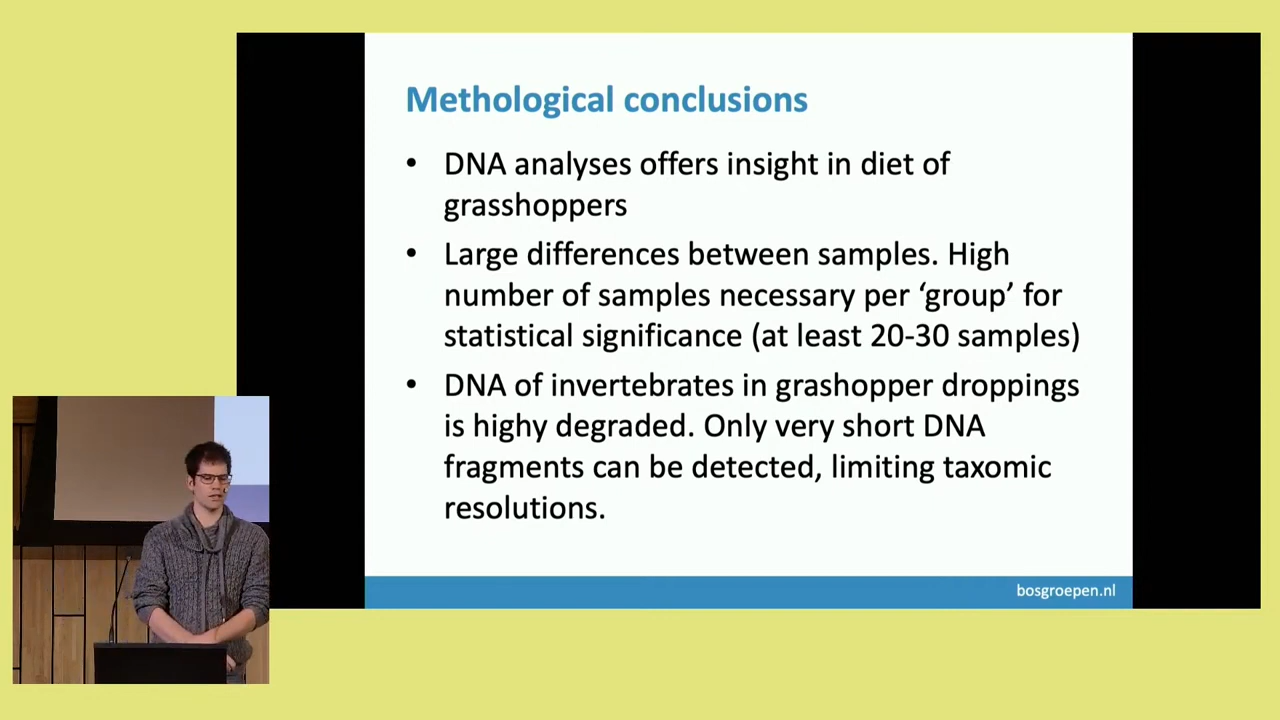 Methological conclusions
• DNA analyses offers insight in diet of
grasshoppers
• Large differences between samples. High
number of samples necessary per ‘group’ for
statistical significance (at least 20-30 samples)
• DNA of invertebrates in grashopper droppings
is highy degraded. Only very short DNA
fragments can be detected, limiting taxomic
resolutions.
bosgroepen.nl